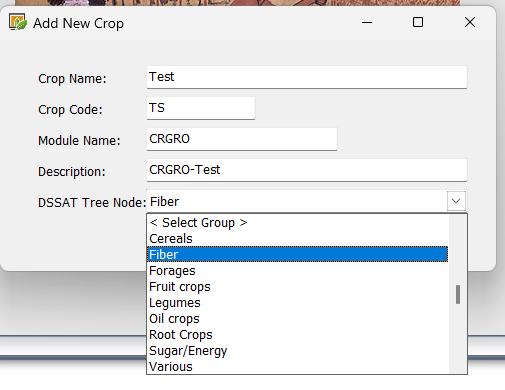 Add New Crop
Crop Name: Test
Crop Code: TS
Module Name: CRGRO
Description: CRGRO-Test
DSSAT Tree Node: Fiber
< Select Group >
Cereals
Fiber
Forages
Fruit crops
Legumes
Oil crops
Root Crops
Sugar/Energy
Various